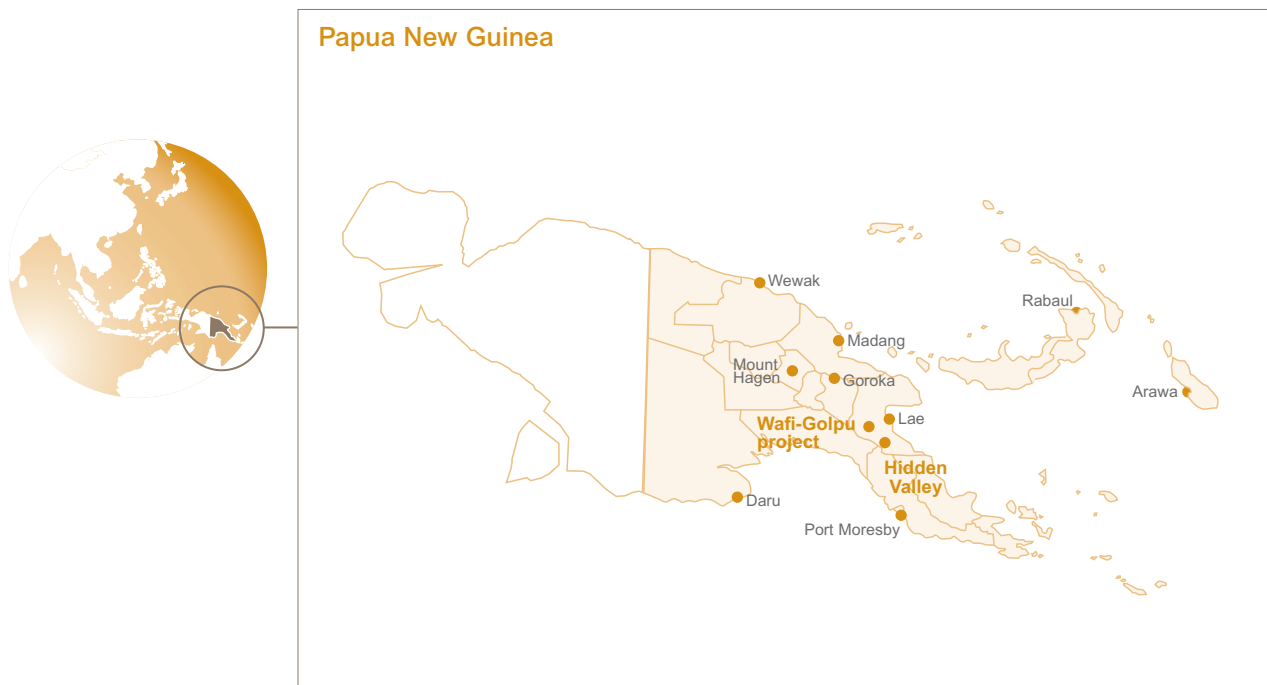 Papua New Guinea
Wewak
Rabaul
Madang
Mount
Hagen
Goroka
Arawa
Lae
Wafi-Golpu
project
Hidden
Valley
Daru
Port Moresby